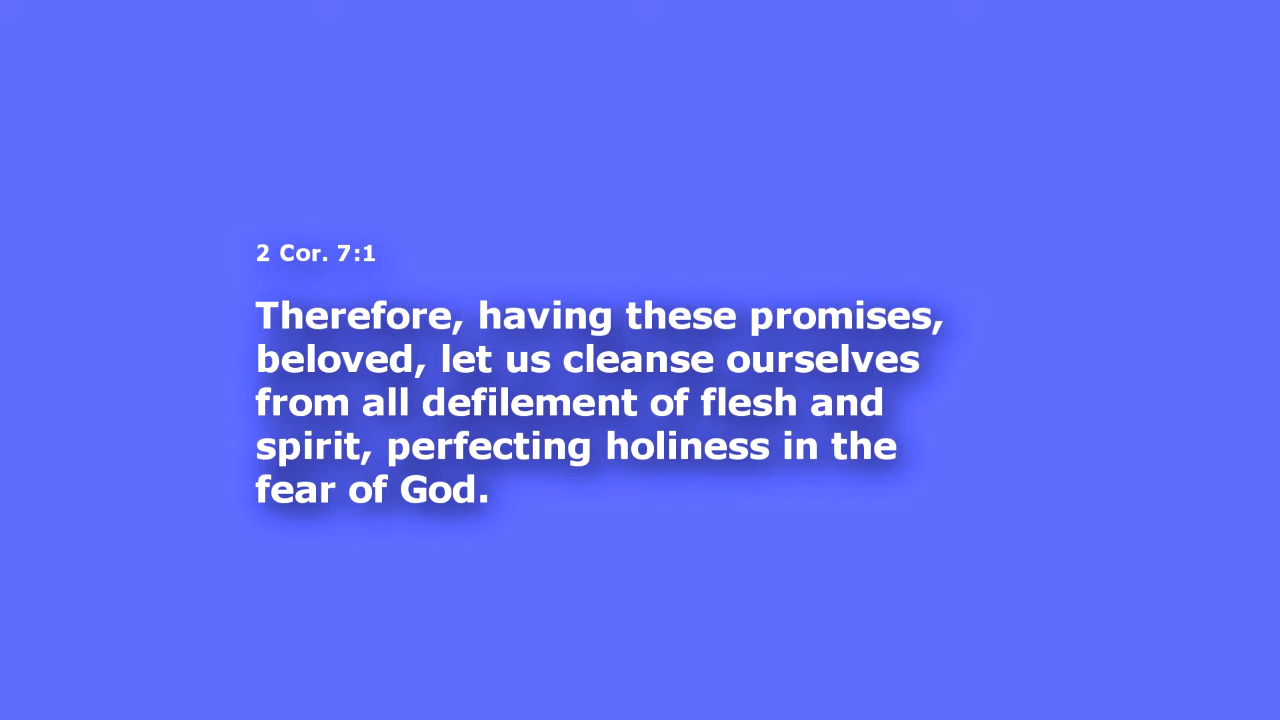 2 Cor. 7:1
Therefore, having these promises,
beloved, let us cleanse ourselves
from all defilement of flesh and
spirit, perfecting holiness in the
fear of God.